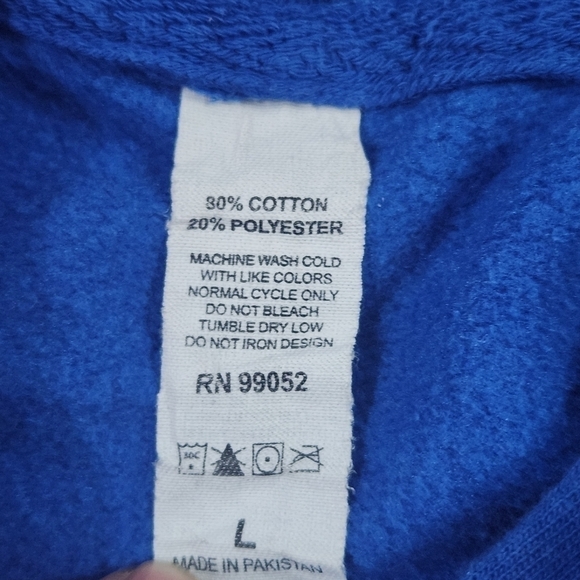 80% COTTON
20% POLYESTER
MACHINE WASH COLD
WITH LIKE COLORS
NORMAL CYCLE ONLY
DO NOT BLEACH
TUMBLE DRY LOW
DO NOT IRON DESIGN
RN 99052
30C
L
MADE IN PAKISTAN